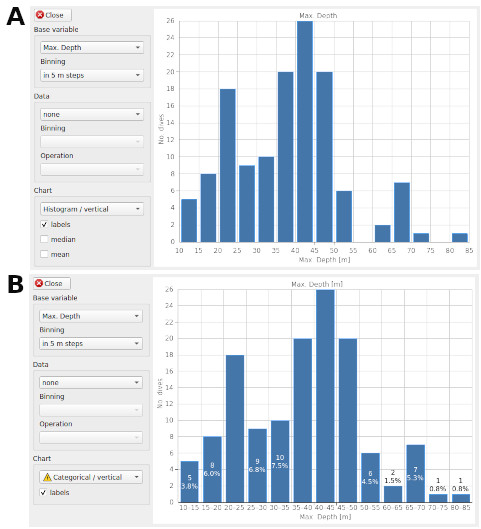 A
Close
Base variable
Max. Depth
Binning
in 5 m steps
Data
none
Binning
Operation
Chart
Histogram / vertical
labels
median
mean
Max. Depth
26
24
22
20
18
16
14
12
10
8
6
4
2
0
No. dives
10 15 20 25 30 35 40 45 50 55 60 65 70 75 80 85
Max. Depth [m]
B
Close
Base variable
Max. Depth
Binning
in 5 m steps
Data
none
Binning
Operation
Chart
Categorical / vertical
labels
Max. Depth [m]
26
24
22
20
18
16
14
12
10
8
6
4
2
0
No. dives
5
3.8%
8
6.0%
9
6.8%
10
7.5%
6
4.5%
2
1.5%
7
5.3%
1
0.8%
1
0.8%
10–15 15–20 20–25 25–30 30–35 35–40 40–45 45–50 50–55 55–60 60–65 65–70 70–75 80–85
Max. Depth [m]